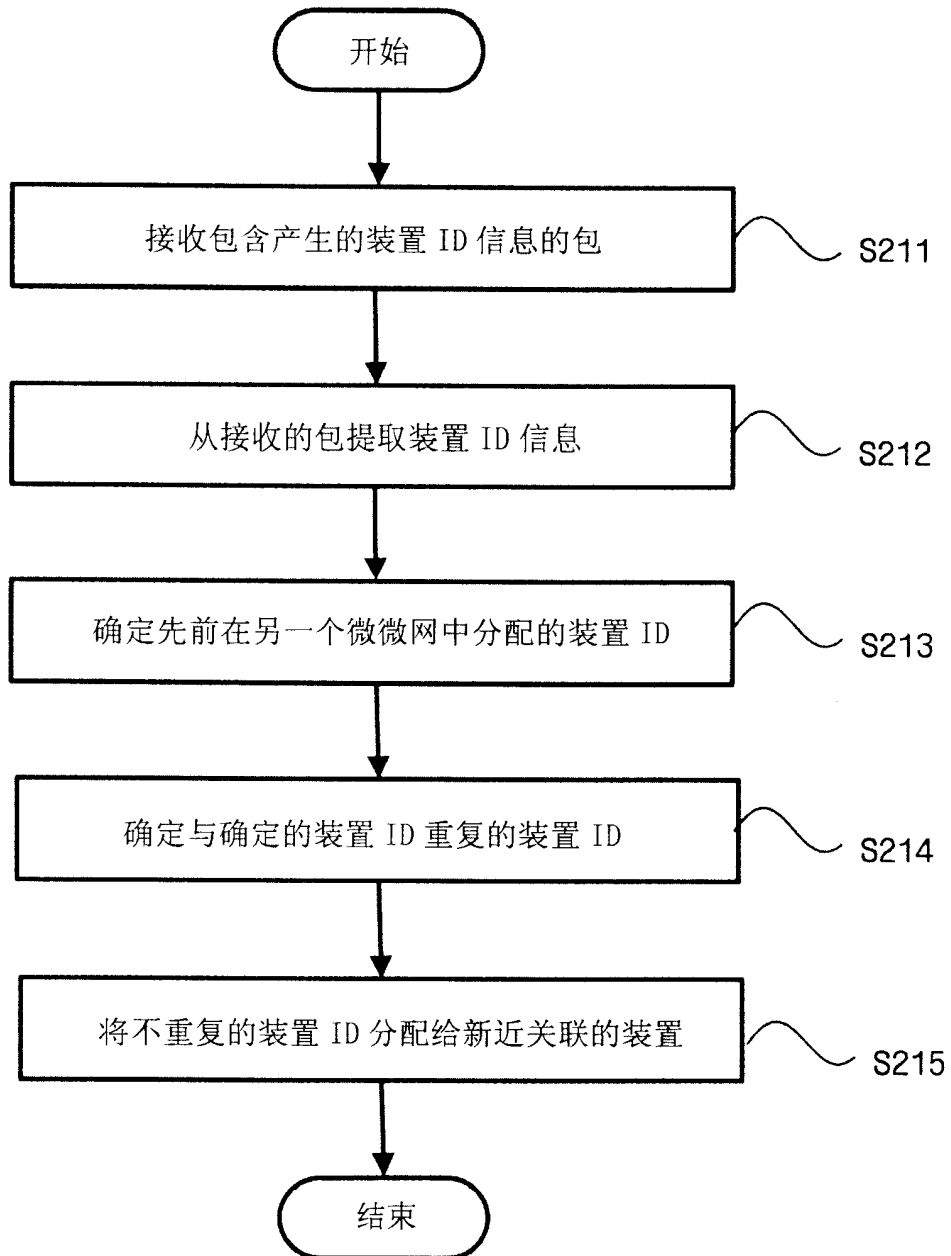 开始
接收包含产生的装置 ID 信息的包
S211
从接收的包提取装置 ID 信息
S212
确定先前在另一个微微网中分配的装置 ID
S213
确定与确定的装置 ID 重复的装置 ID
S214
将不重复的装置 ID 分配给新近关联的装置
S215
结束